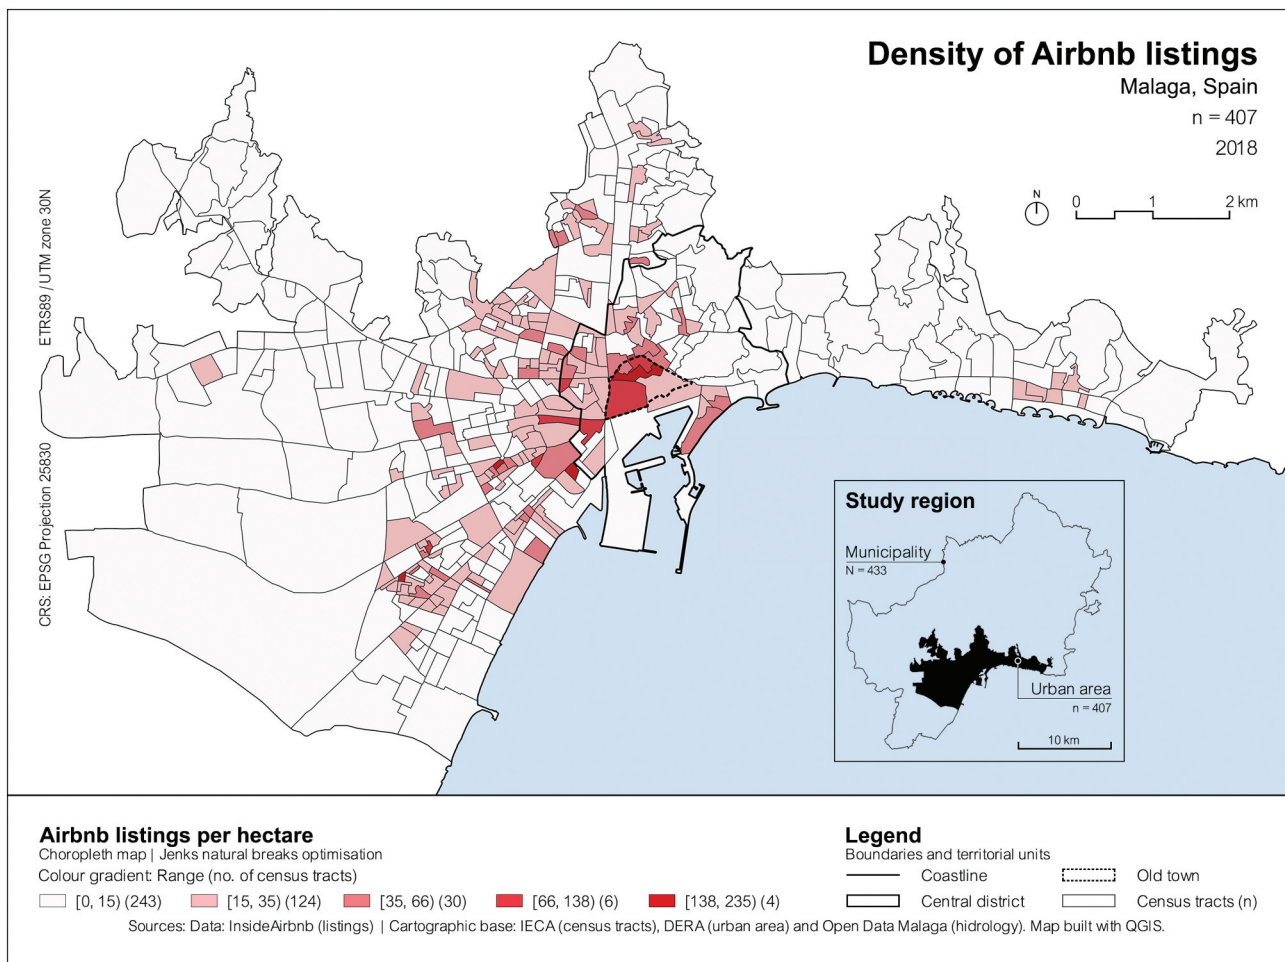 Density of Airbnb listings
Malaga, Spain
n = 407
2018
N
0 1 2 km
ETRS89 / UTM zone 30N
CRS: EPSG Projection 25830
Study region
Municipality
N = 433
Urban area
n = 407
10 km
Airbnb listings per hectare
Choropleth map | Jenks natural breaks optimisation
Colour gradient: Range (no. of census tracts)
[0, 15) (243) [15, 35) (124) [35, 66) (30) [66, 138) (6) [138, 235) (4)
Legend
Boundaries and territorial units
Coastline Old town
Central district Census tracts (n)
Sources: Data: InsideAirbnb (listings) | Cartographic base: IECA (census tracts), DERA (urban area) and Open Data Malaga (hidrology). Map built with QGIS.